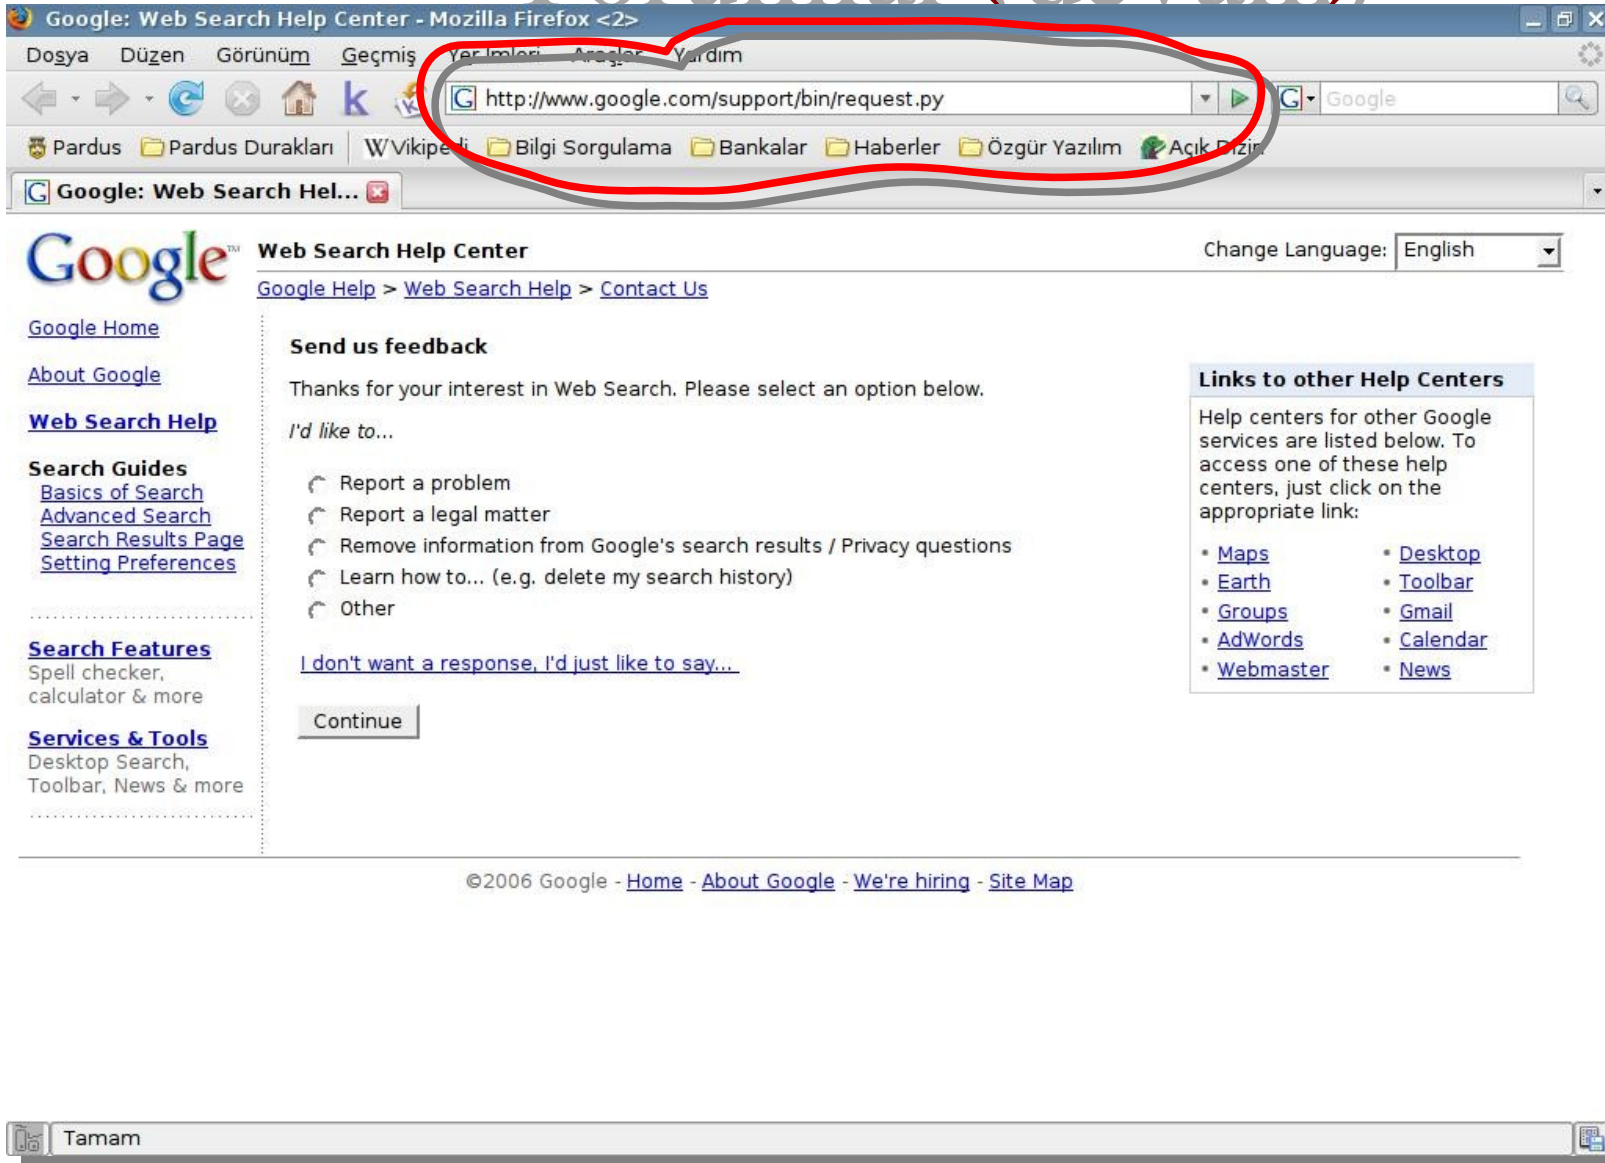 Google: Web Search Help Center - Mozilla Firefox <2>
Dosya Düzen Görünüm Geçmiş Yer İmleri Araçlar Yardım
http://www.google.com/support/bin/request.py Google
Pardus Pardus Durakları Vikipedi Bilgi Sorgulama Bankalar Haberler Özgür Yazılım Açık Dizin
Google: Web Search Hel...
Google™ Web Search Help Center Change Language: English
Google Help > Web Search Help > Contact Us
Google Home
About Google
Web Search Help
Search Guides
Basics of Search
Advanced Search
Search Results Page
Setting Preferences
Search Features
Spell checker,
calculator & more
Services & Tools
Desktop Search,
Toolbar, News & more
Send us feedback
Thanks for your interest in Web Search. Please select an option below.
I'd like to...
Report a problem
Report a legal matter
Remove information from Google's search results / Privacy questions
Learn how to... (e.g. delete my search history)
Other
I don't want a response, I'd just like to say...
Continue
Links to other Help Centers
Help centers for other Google
services are listed below. To
access one of these help
centers, just click on the
appropriate link:
Maps Desktop
Earth Toolbar
Groups Gmail
AdWords Calendar
Webmaster News
©2006 Google - Home - About Google - We're hiring - Site Map
Tamam